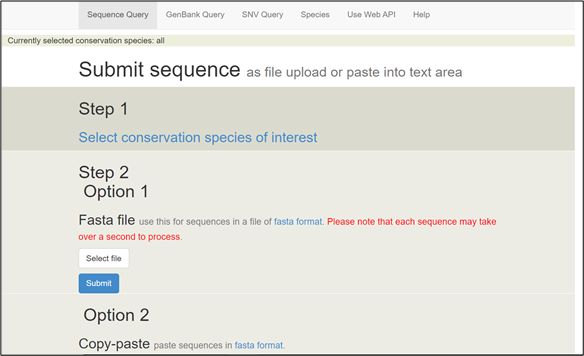 Sequence Query GenBank Query SNV Query Species Use Web API Help
Currently selected conservation species: all
Submit sequence as file upload or paste into text area
Step 1
Select conservation species of interest
Step 2
Option 1
Fasta file use this for sequences in a file of fasta format. Please note that each sequence may take
over a second to process.
Select file
Submit
Option 2
Copy-paste paste sequences in fasta format.